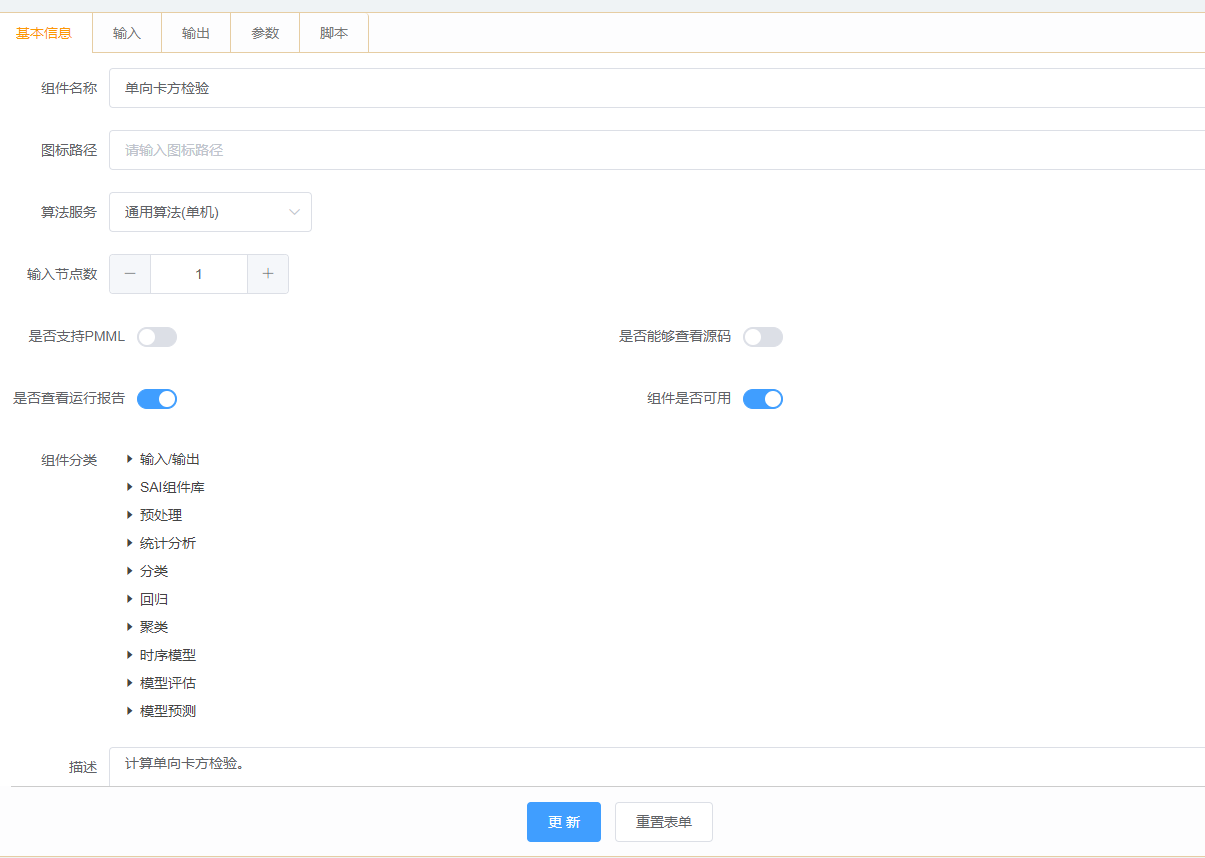 基本信息 输入 输出 参数 脚本
组件名称 单向卡方检验
图标路径 请输入图标路径
算法服务 通用算法(单机)
输入节点数 1
是否支持PMML 是否能够查看源码
是否查看运行报告 组件是否可用
组件分类 输入/输出
SAI组件库
预处理
统计分析
分类
回归
聚类
时序模型
模型评估
模型预测
描述 计算单向卡方检验。
更新 重置表单